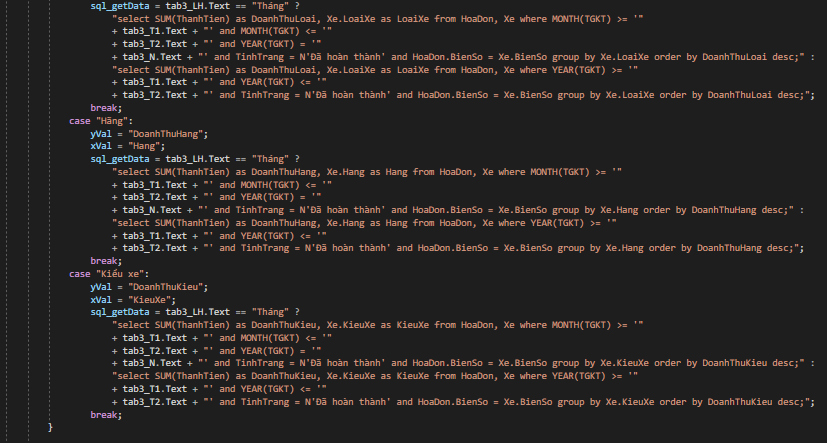 sql_getData = tab3_LH.Text == "Tháng" ?
"select SUM(ThanhTien) as DoanhThuLoai, Xe.LoaiXe as LoaiXe from HoaDon, Xe where MONTH(TGKT) >= '"
+ tab3_T1.Text + "' and MONTH(TGKT) <= '"
+ tab3_T2.Text + "' and YEAR(TGKT) = '"
+ tab3_N.Text + "' and TinhTrang = N'Đã hoàn thành' and HoaDon.BienSo = Xe.BienSo group by Xe.LoaiXe order by DoanhThuLoai desc;" :
"select SUM(ThanhTien) as DoanhThuLoai, Xe.LoaiXe as LoaiXe from HoaDon, Xe where YEAR(TGKT) >= '"
+ tab3_T1.Text + "' and YEAR(TGKT) <= '"
+ tab3_T2.Text + "' and TinhTrang = N'Đã hoàn thành' and HoaDon.BienSo = Xe.BienSo group by Xe.LoaiXe order by DoanhThuLoai desc;";
break;
case "Hãng":
yVal = "DoanhThuHang";
xVal = "Hang";
sql_getData = tab3_LH.Text == "Tháng" ?
"select SUM(ThanhTien) as DoanhThuHang, Xe.Hang as Hang from HoaDon, Xe where MONTH(TGKT) >= '"
+ tab3_T1.Text + "' and MONTH(TGKT) <= '"
+ tab3_T2.Text + "' and YEAR(TGKT) = '"
+ tab3_N.Text + "' and TinhTrang = N'Đã hoàn thành' and HoaDon.BienSo = Xe.BienSo group by Xe.Hang order by DoanhThuHang desc;" :
"select SUM(ThanhTien) as DoanhThuHang, Xe.Hang as Hang from HoaDon, Xe where YEAR(TGKT) >= '"
+ tab3_T1.Text + "' and YEAR(TGKT) <= '"
+ tab3_T2.Text + "' and TinhTrang = N'Đã hoàn thành' and HoaDon.BienSo = Xe.BienSo group by Xe.Hang order by DoanhThuHang desc;";
break;
case "Kiểu xe":
yVal = "DoanhThuKieu";
xVal = "KieuXe";
sql_getData = tab3_LH.Text == "Tháng" ?
"select SUM(ThanhTien) as DoanhThuKieu, Xe.KieuXe as KieuXe from HoaDon, Xe where MONTH(TGKT) >= '"
+ tab3_T1.Text + "' and MONTH(TGKT) <= '"
+ tab3_T2.Text + "' and YEAR(TGKT) = '"
+ tab3_N.Text + "' and TinhTrang = N'Đã hoàn thành' and HoaDon.BienSo = Xe.BienSo group by Xe.KieuXe order by DoanhThuKieu desc;" :
"select SUM(ThanhTien) as DoanhThuKieu, Xe.KieuXe as KieuXe from HoaDon, Xe where YEAR(TGKT) >= '"
+ tab3_T1.Text + "' and YEAR(TGKT) <= '"
+ tab3_T2.Text + "' and TinhTrang = N'Đã hoàn thành' and HoaDon.BienSo = Xe.BienSo group by Xe.KieuXe order by DoanhThuKieu desc;";
break;
}